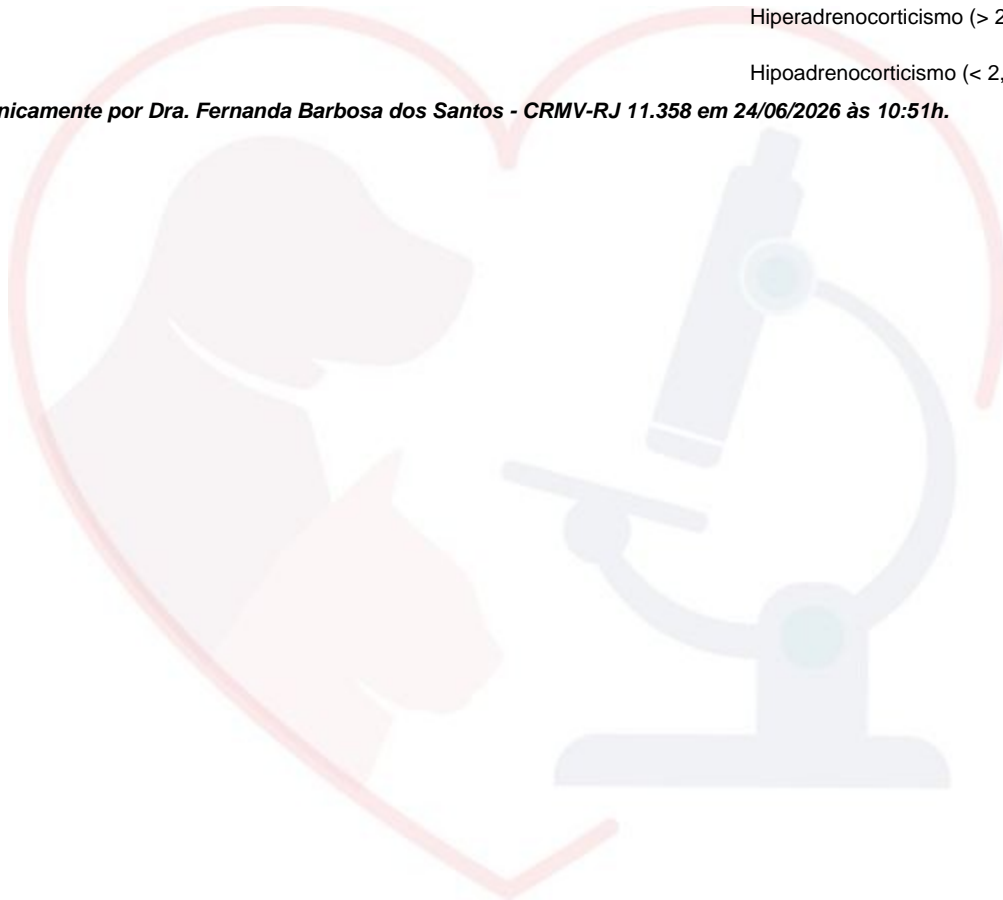 Hiperadrenocorticismo (> 2
Hipoadrenocorticismo (< 2,
nicamente por Dra. Fernanda Barbosa dos Santos - CRMV-RJ 11.358 em 24/06/2026 às 10:51h.